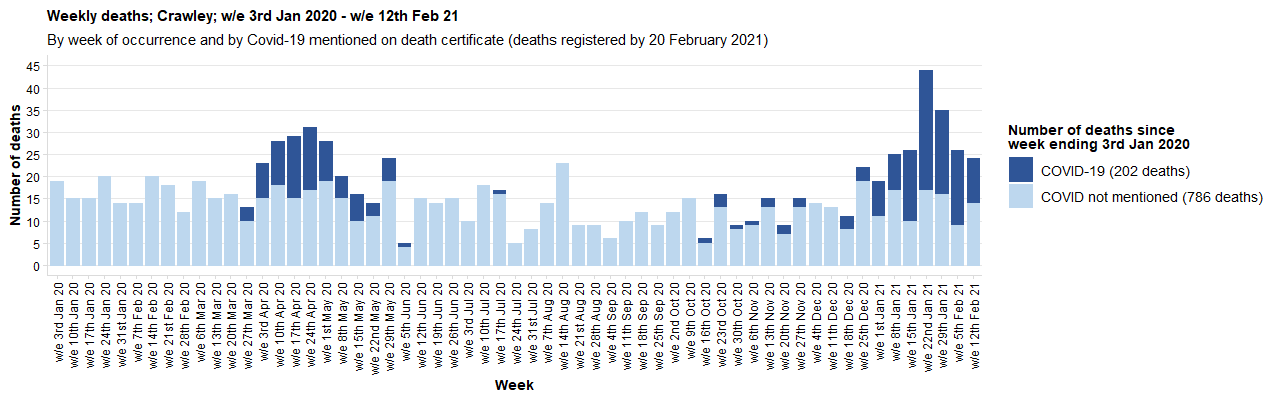 Weekly deaths; Crawley; w/e 3rd Jan 2020 - w/e 12th Feb 21
By week of occurrence and by Covid-19 mentioned on death certificate (deaths registered by 20 February 2021)
Number of deaths
45
40
35
30
25
20
15
10
5
0
w/e 3rd Jan 20
w/e 10th Jan 20
w/e 17th Jan 20
w/e 24th Jan 20
w/e 31st Jan 20
w/e 7th Feb 20
w/e 14th Feb 20
w/e 21st Feb 20
w/e 28th Feb 20
w/e 6th Mar 20
w/e 13th Mar 20
w/e 20th Mar 20
w/e 27th Mar 20
w/e 3rd Apr 20
w/e 10th Apr 20
w/e 17th Apr 20
w/e 24th Apr 20
w/e 1st May 20
w/e 8th May 20
w/e 15th May 20
w/e 22nd May 20
w/e 29th May 20
w/e 5th Jun 20
w/e 12th Jun 20
w/e 19th Jun 20
w/e 26th Jun 20
w/e 3rd Jul 20
w/e 10th Jul 20
w/e 17th Jul 20
w/e 24th Jul 20
w/e 31st Jul 20
w/e 7th Aug 20
w/e 14th Aug 20
w/e 21st Aug 20
w/e 28th Aug 20
w/e 4th Sep 20
w/e 11th Sep 20
w/e 18th Sep 20
w/e 25th Sep 20
w/e 2nd Oct 20
w/e 9th Oct 20
w/e 16th Oct 20
w/e 23rd Oct 20
w/e 30th Oct 20
w/e 6th Nov 20
w/e 13th Nov 20
w/e 20th Nov 20
w/e 27th Nov 20
w/e 4th Dec 20
w/e 11th Dec 20
w/e 18th Dec 20
w/e 25th Dec 20
w/e 1st Jan 21
w/e 8th Jan 21
w/e 15th Jan 21
w/e 22nd Jan 21
w/e 29th Jan 21
w/e 5th Feb 21
w/e 12th Feb 21
Week
Number of deaths since
week ending 3rd Jan 2020
COVID-19 (202 deaths)
COVID not mentioned (786 deaths)